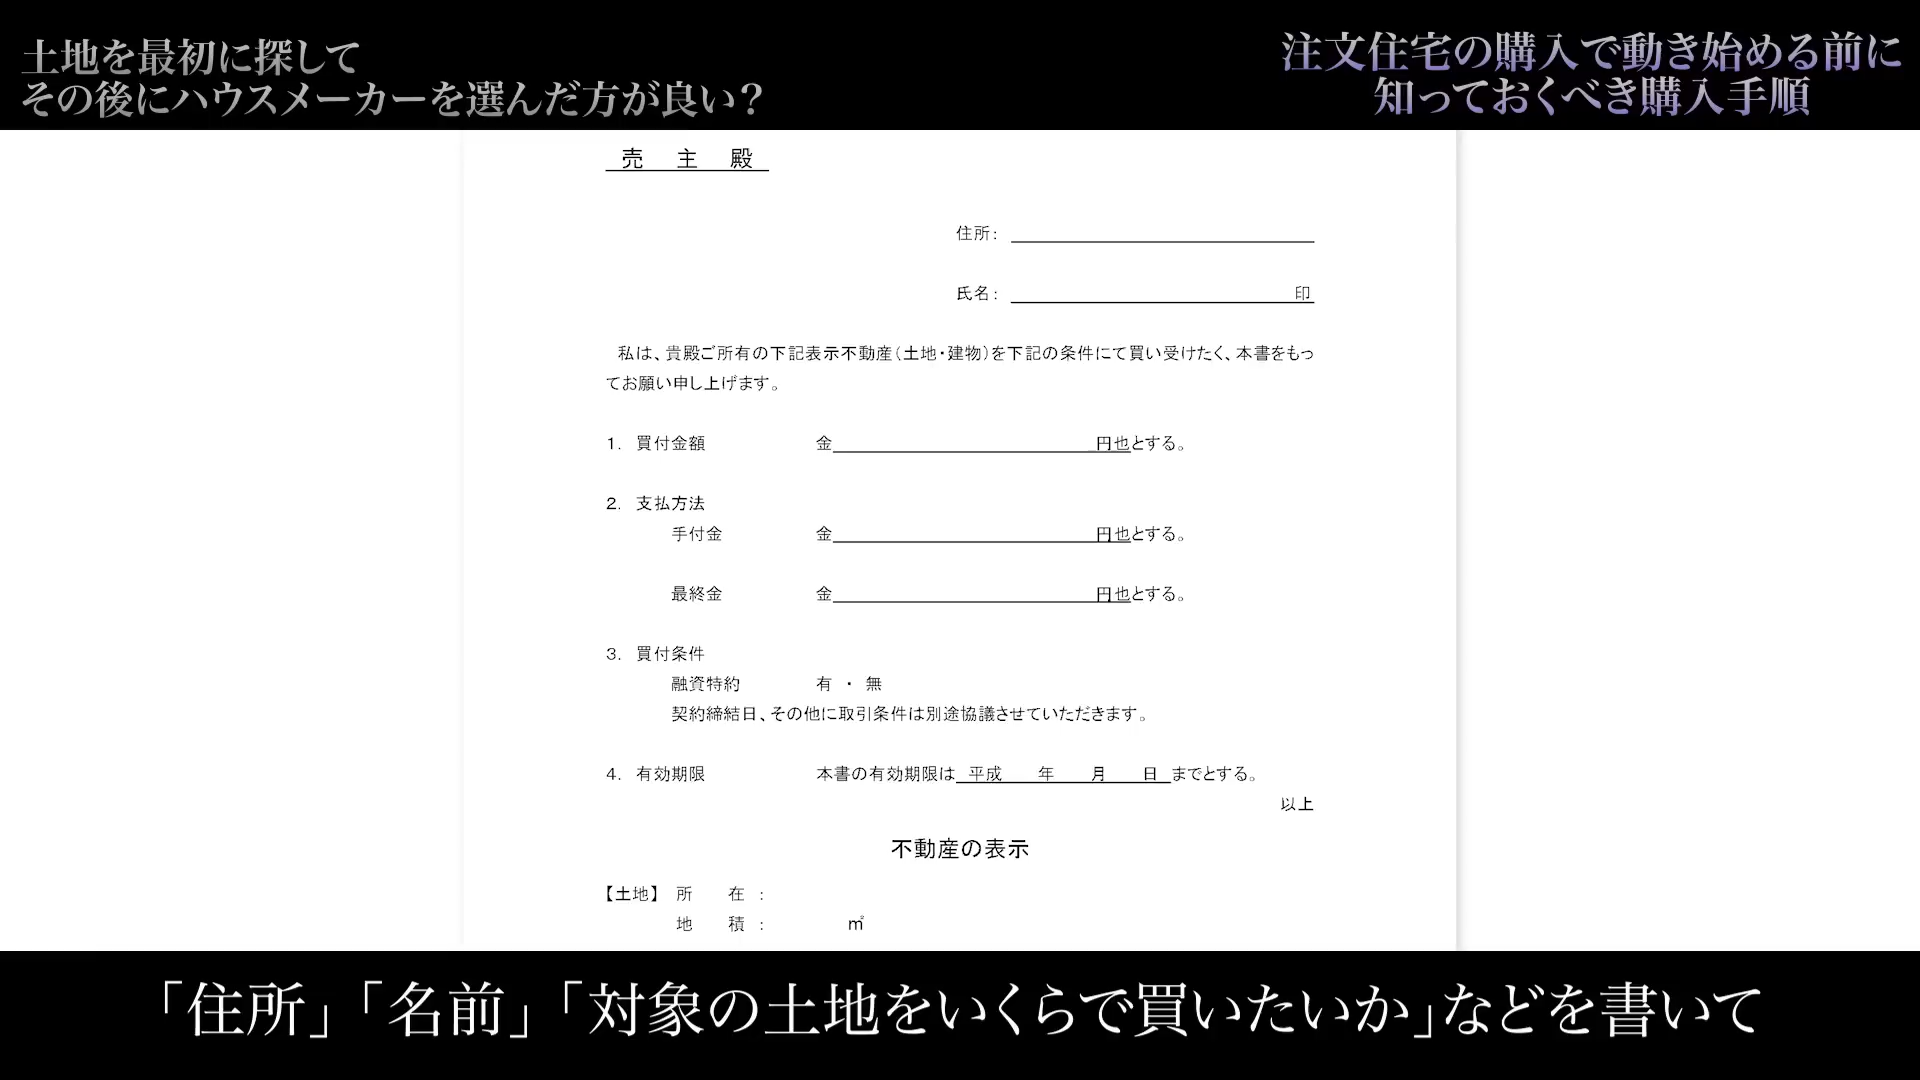 土地を最初に探して
その後にハウスメーカーを選んだ方が良い?
注文住宅の購入で動き始める前に
知っておくべき購入手順
売 主 殿
住所:
氏名: 印
私は、貴殿ご所有の下記表示不動産(土地・建物)を下記の条件にて買い受けたく、本書をもっ
てお願い申し上げます。
1. 買付金額 金 円也とする。
2. 支払方法
手付金 金 円也とする。
最終金 金 円也とする。
3. 買付条件
融資特約 有 ・ 無
契約締結日、その他に取引条件は別途協議させていただきます。
4. 有効期限 本書の有効期限は 平成 年 月 日 までとする。
以上
不動産の表示
【土地】 所 在 :
地 積 : ㎡
「住所」「名前」「対象の土地をいくらで買いたいか」などを書いて